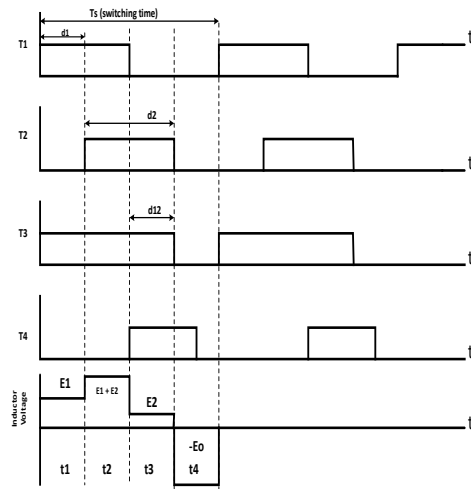 Ts (switching time)
d1
T1
t
d2
T2
t
d12
T3
t
T4
t
Inductor
Voltage
E1
E1 + E2
E2
t
-Eo
t1
t2
t3
t4